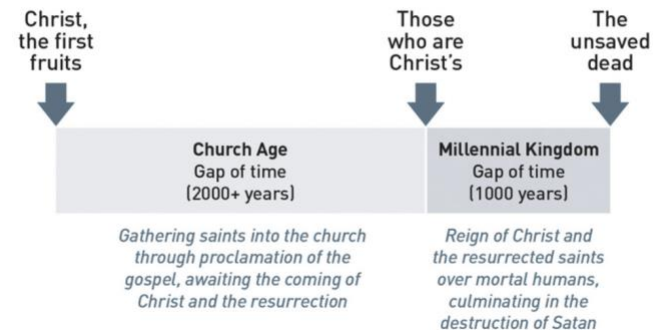 Christ,
the first
fruits
Those
who are
Christ's
The
unsaved
dead
Church Age
Gap of time
(2000+ years)
Millennial Kingdom
Gap of time
(1000 years)
Gathering saints into the church
through proclamation of the
gospel, awaiting the coming of
Christ and the resurrection
Reign of Christ and
the resurrected saints
over mortal humans,
culminating in the
destruction of Satan